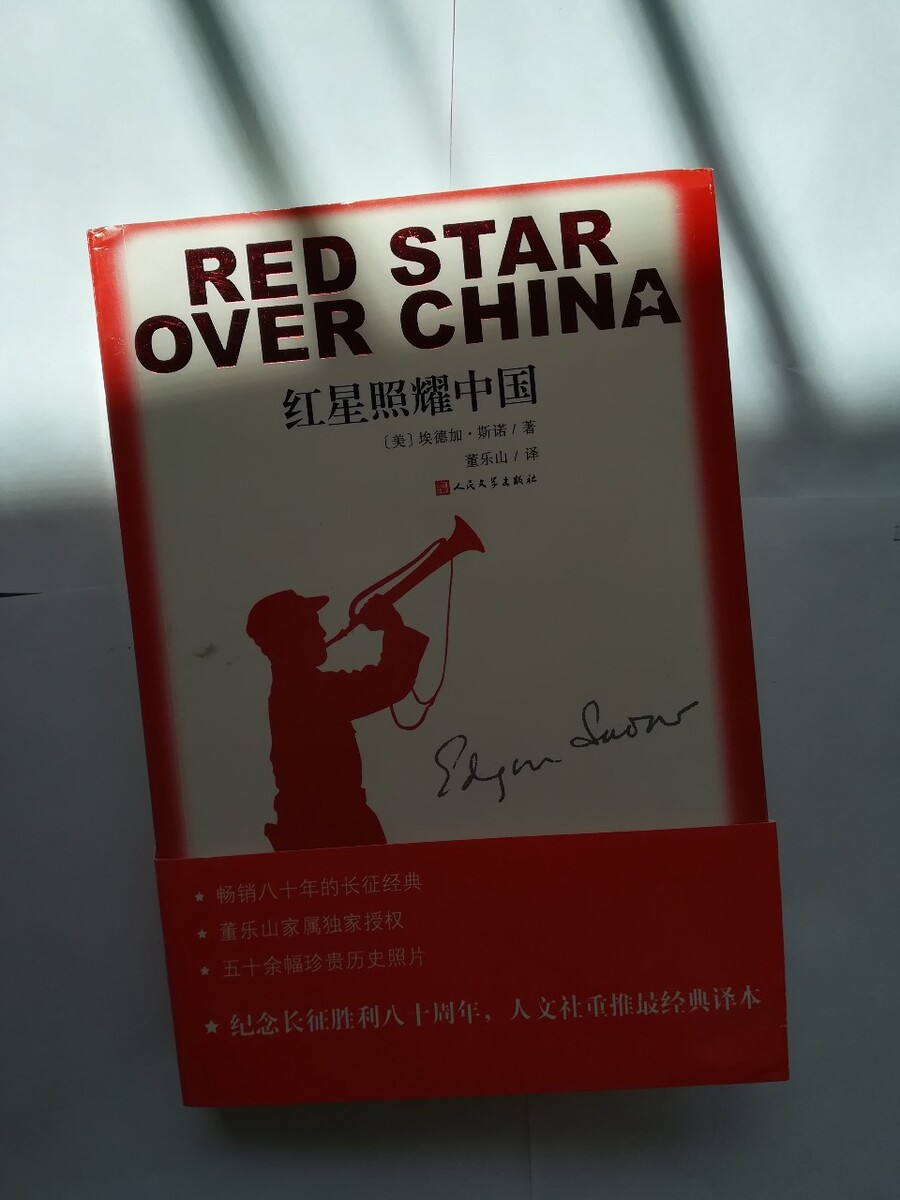 RED STAR
OVER CHINA
红星照耀中国
〔美〕埃德加·斯诺/著
董乐山/译
人民文学出版社
Edgar Snow
★ 畅销八十年的长征经典
★ 董乐山家属独家授权
★ 五十余幅珍贵历史照片
★ 纪念长征胜利八十周年，人文社重推最经典译本